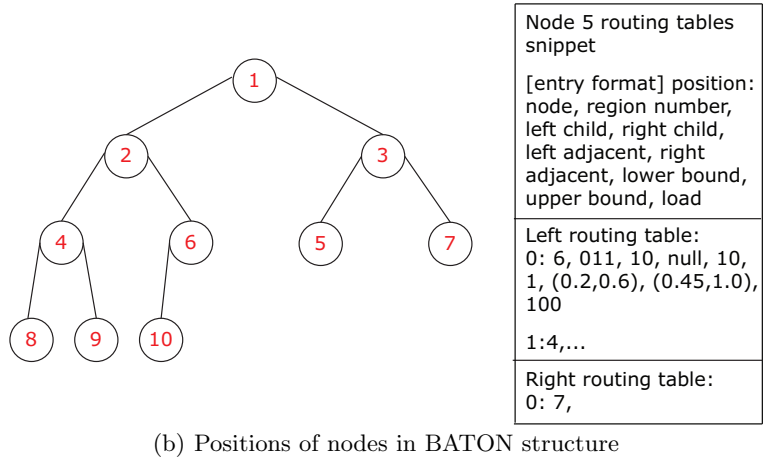 1
2
3
4
6
5
7
8
9
10
Node 5 routing tables
snippet
[entry format] position:
node, region number,
left child, right child,
left adjacent, right
adjacent, lower bound,
upper bound, load
Left routing table:
0: 6, 011, 10, null, 10,
1, (0.2,0.6), (0.45,1.0),
100
1:4,...
Right routing table:
0: 7,
(b) Positions of nodes in BATON structure